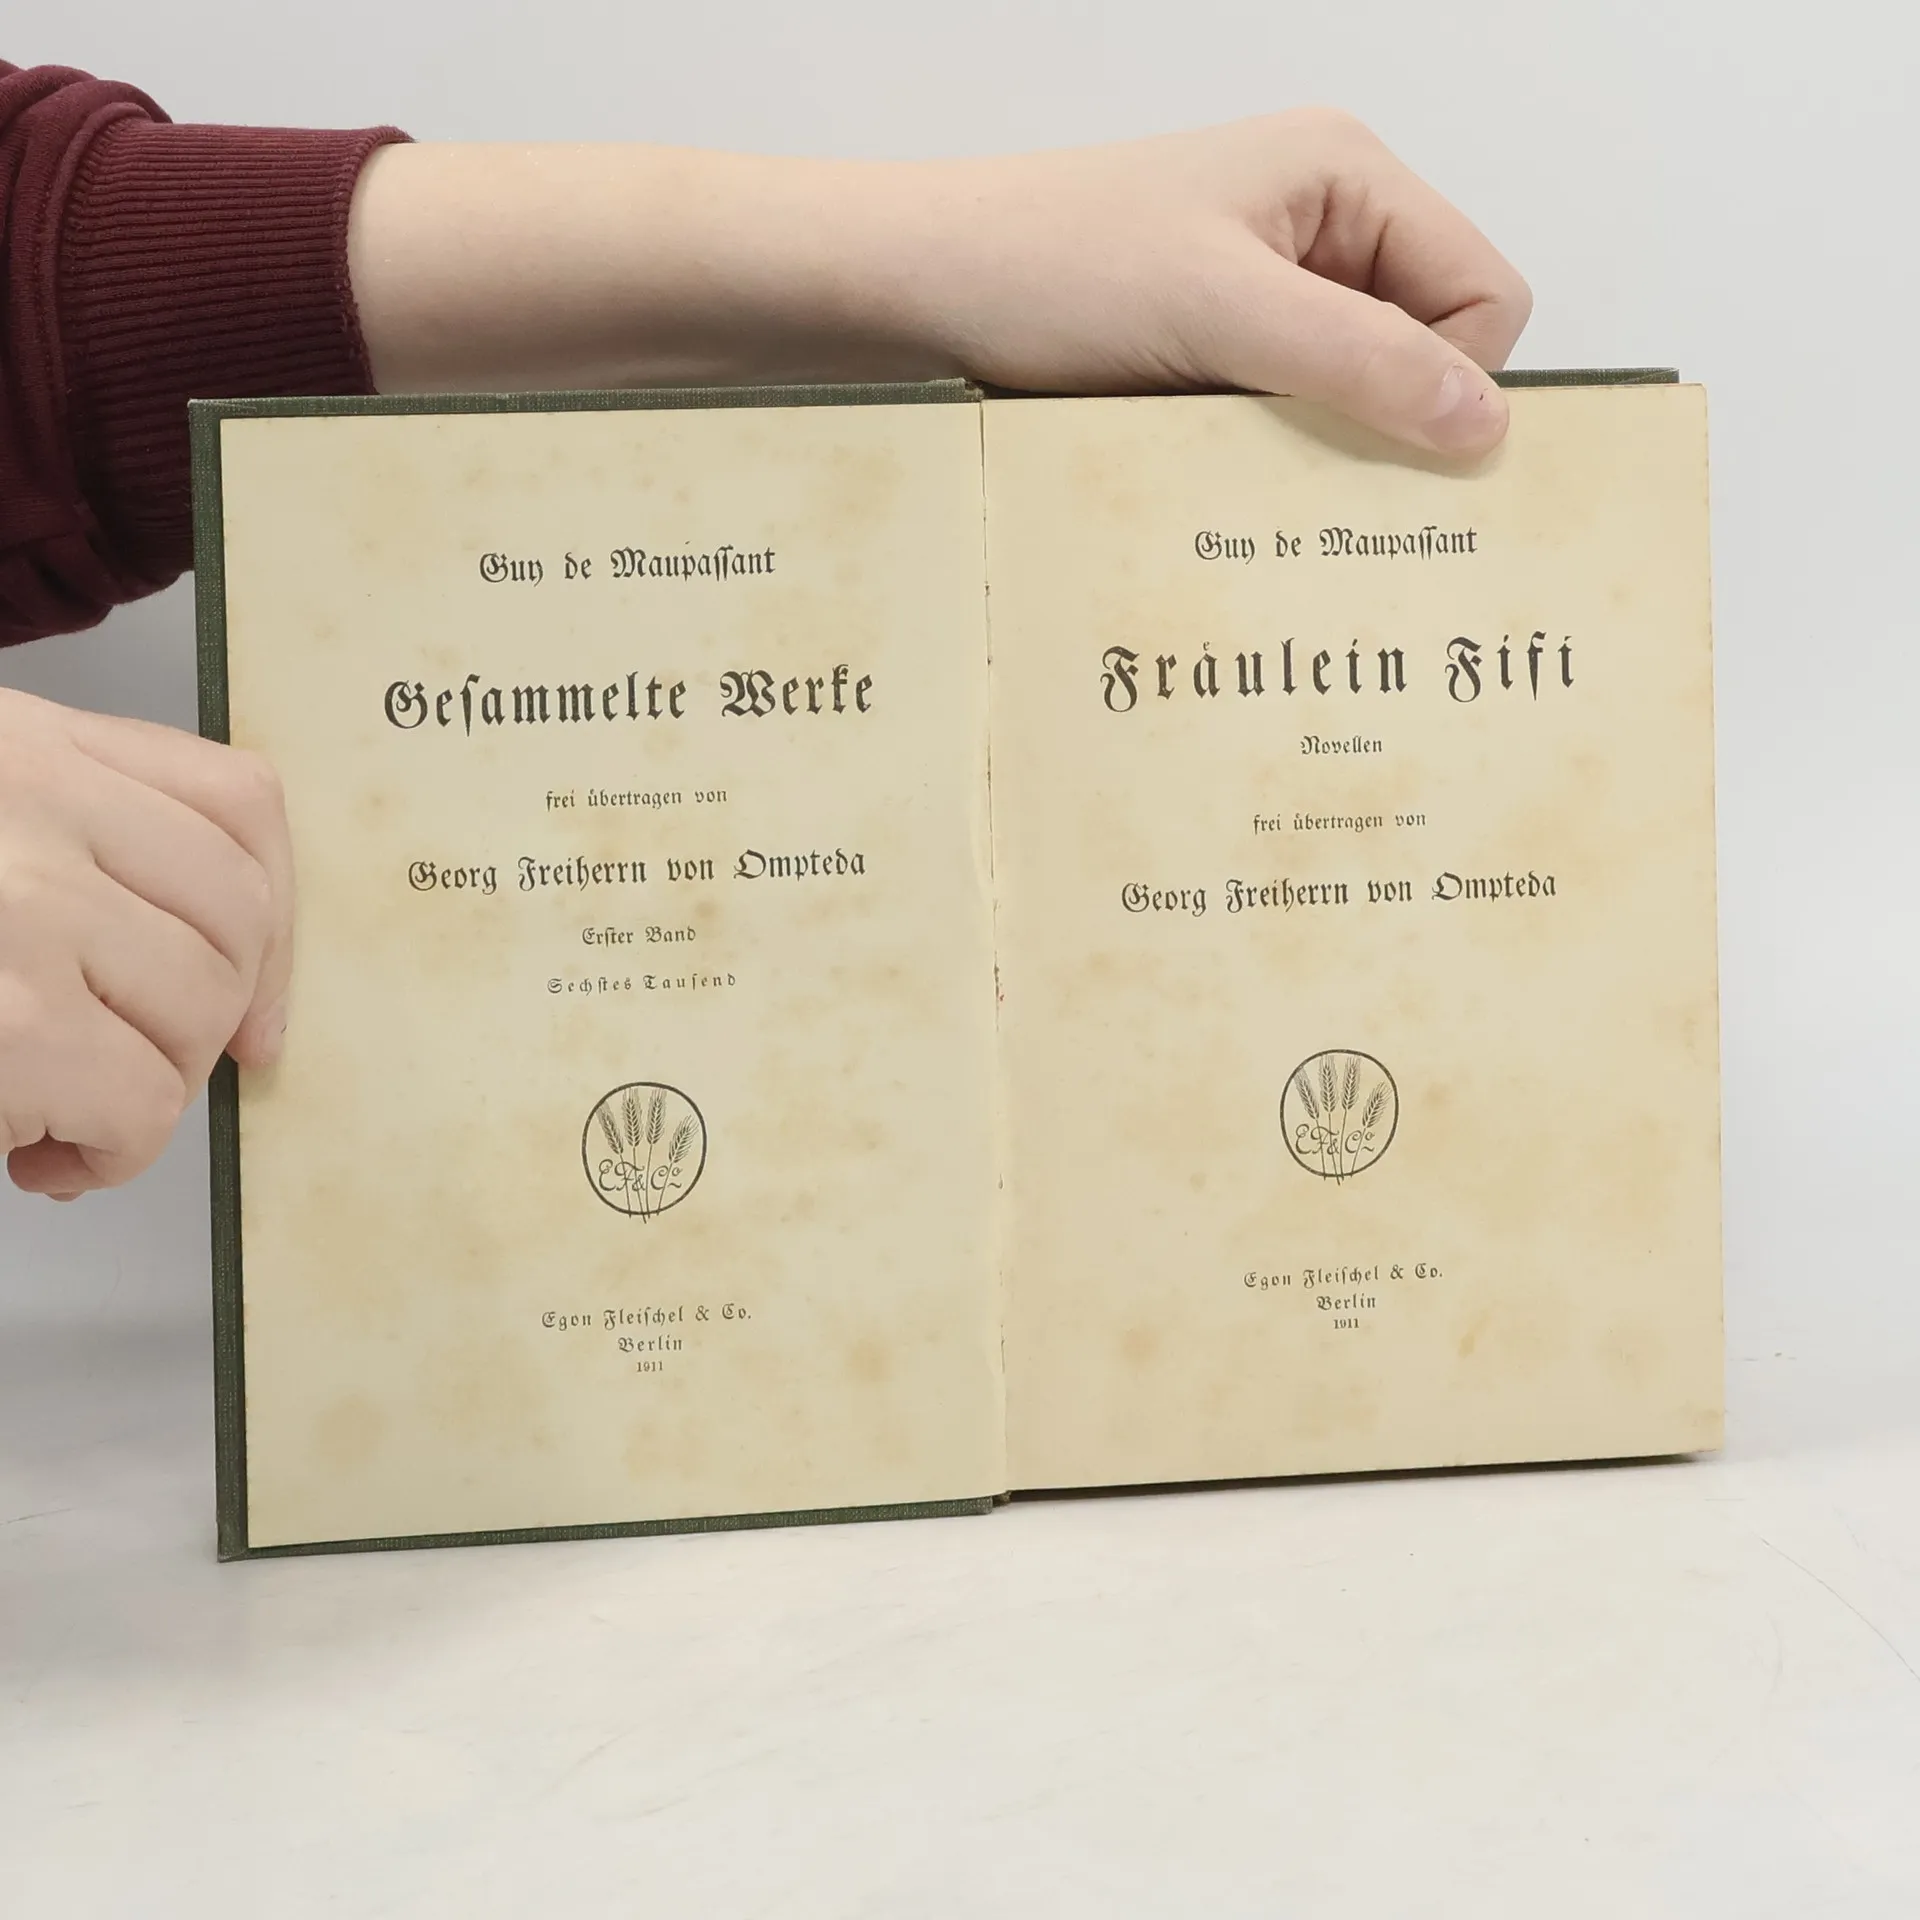 Guy de Maupaſſant
Geſammelte Werke
frei übertragen von
Georg Freiherrn von Ompteda
Erſter Band
Sechſtes Tauſend
E.F.&Co
Egon Fleiſchel & Co.
Berlin
1911
Guy de Maupaſſant
Fräulein Fifi
Novellen
frei übertragen von
Georg Freiherrn von Ompteda
E.F.&Co
Egon Fleiſchel & Co.
Berlin
1911